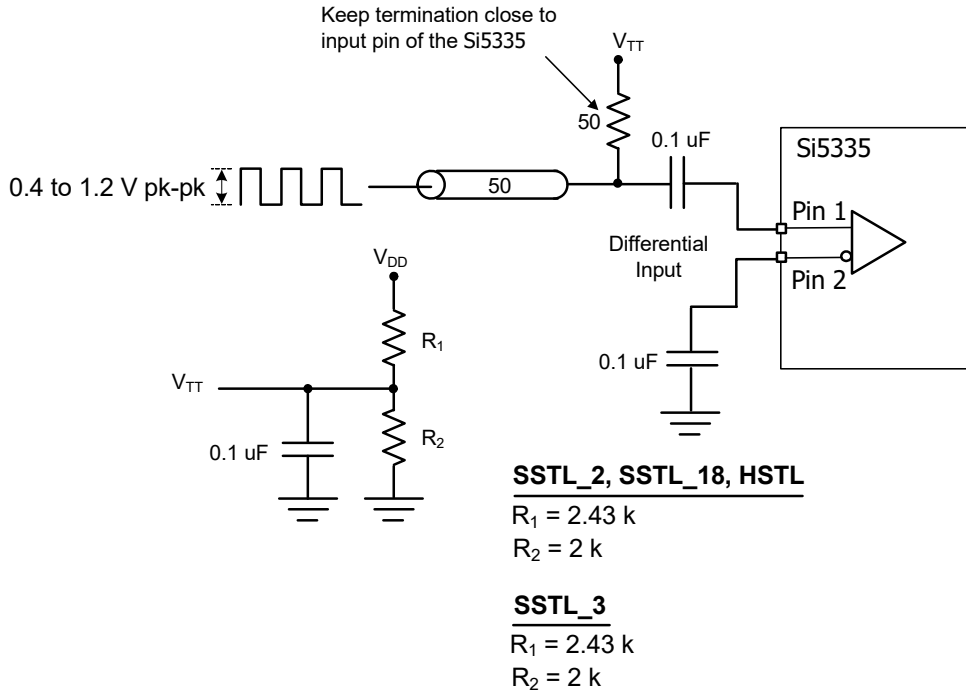 Keep termination close to
input pin of the Si5335
VTT
50
0.1 uF
Si5335
0.4 to 1.2 V pk-pk
50
Pin 1
Differential
Input
Pin 2
VDD
R1
0.1 uF
VTT
R2
0.1 uF
SSTL_2, SSTL_18, HSTL
R1 = 2.43 k
R2 = 2 k
SSTL_3
R1 = 2.43 k
R2 = 2 k